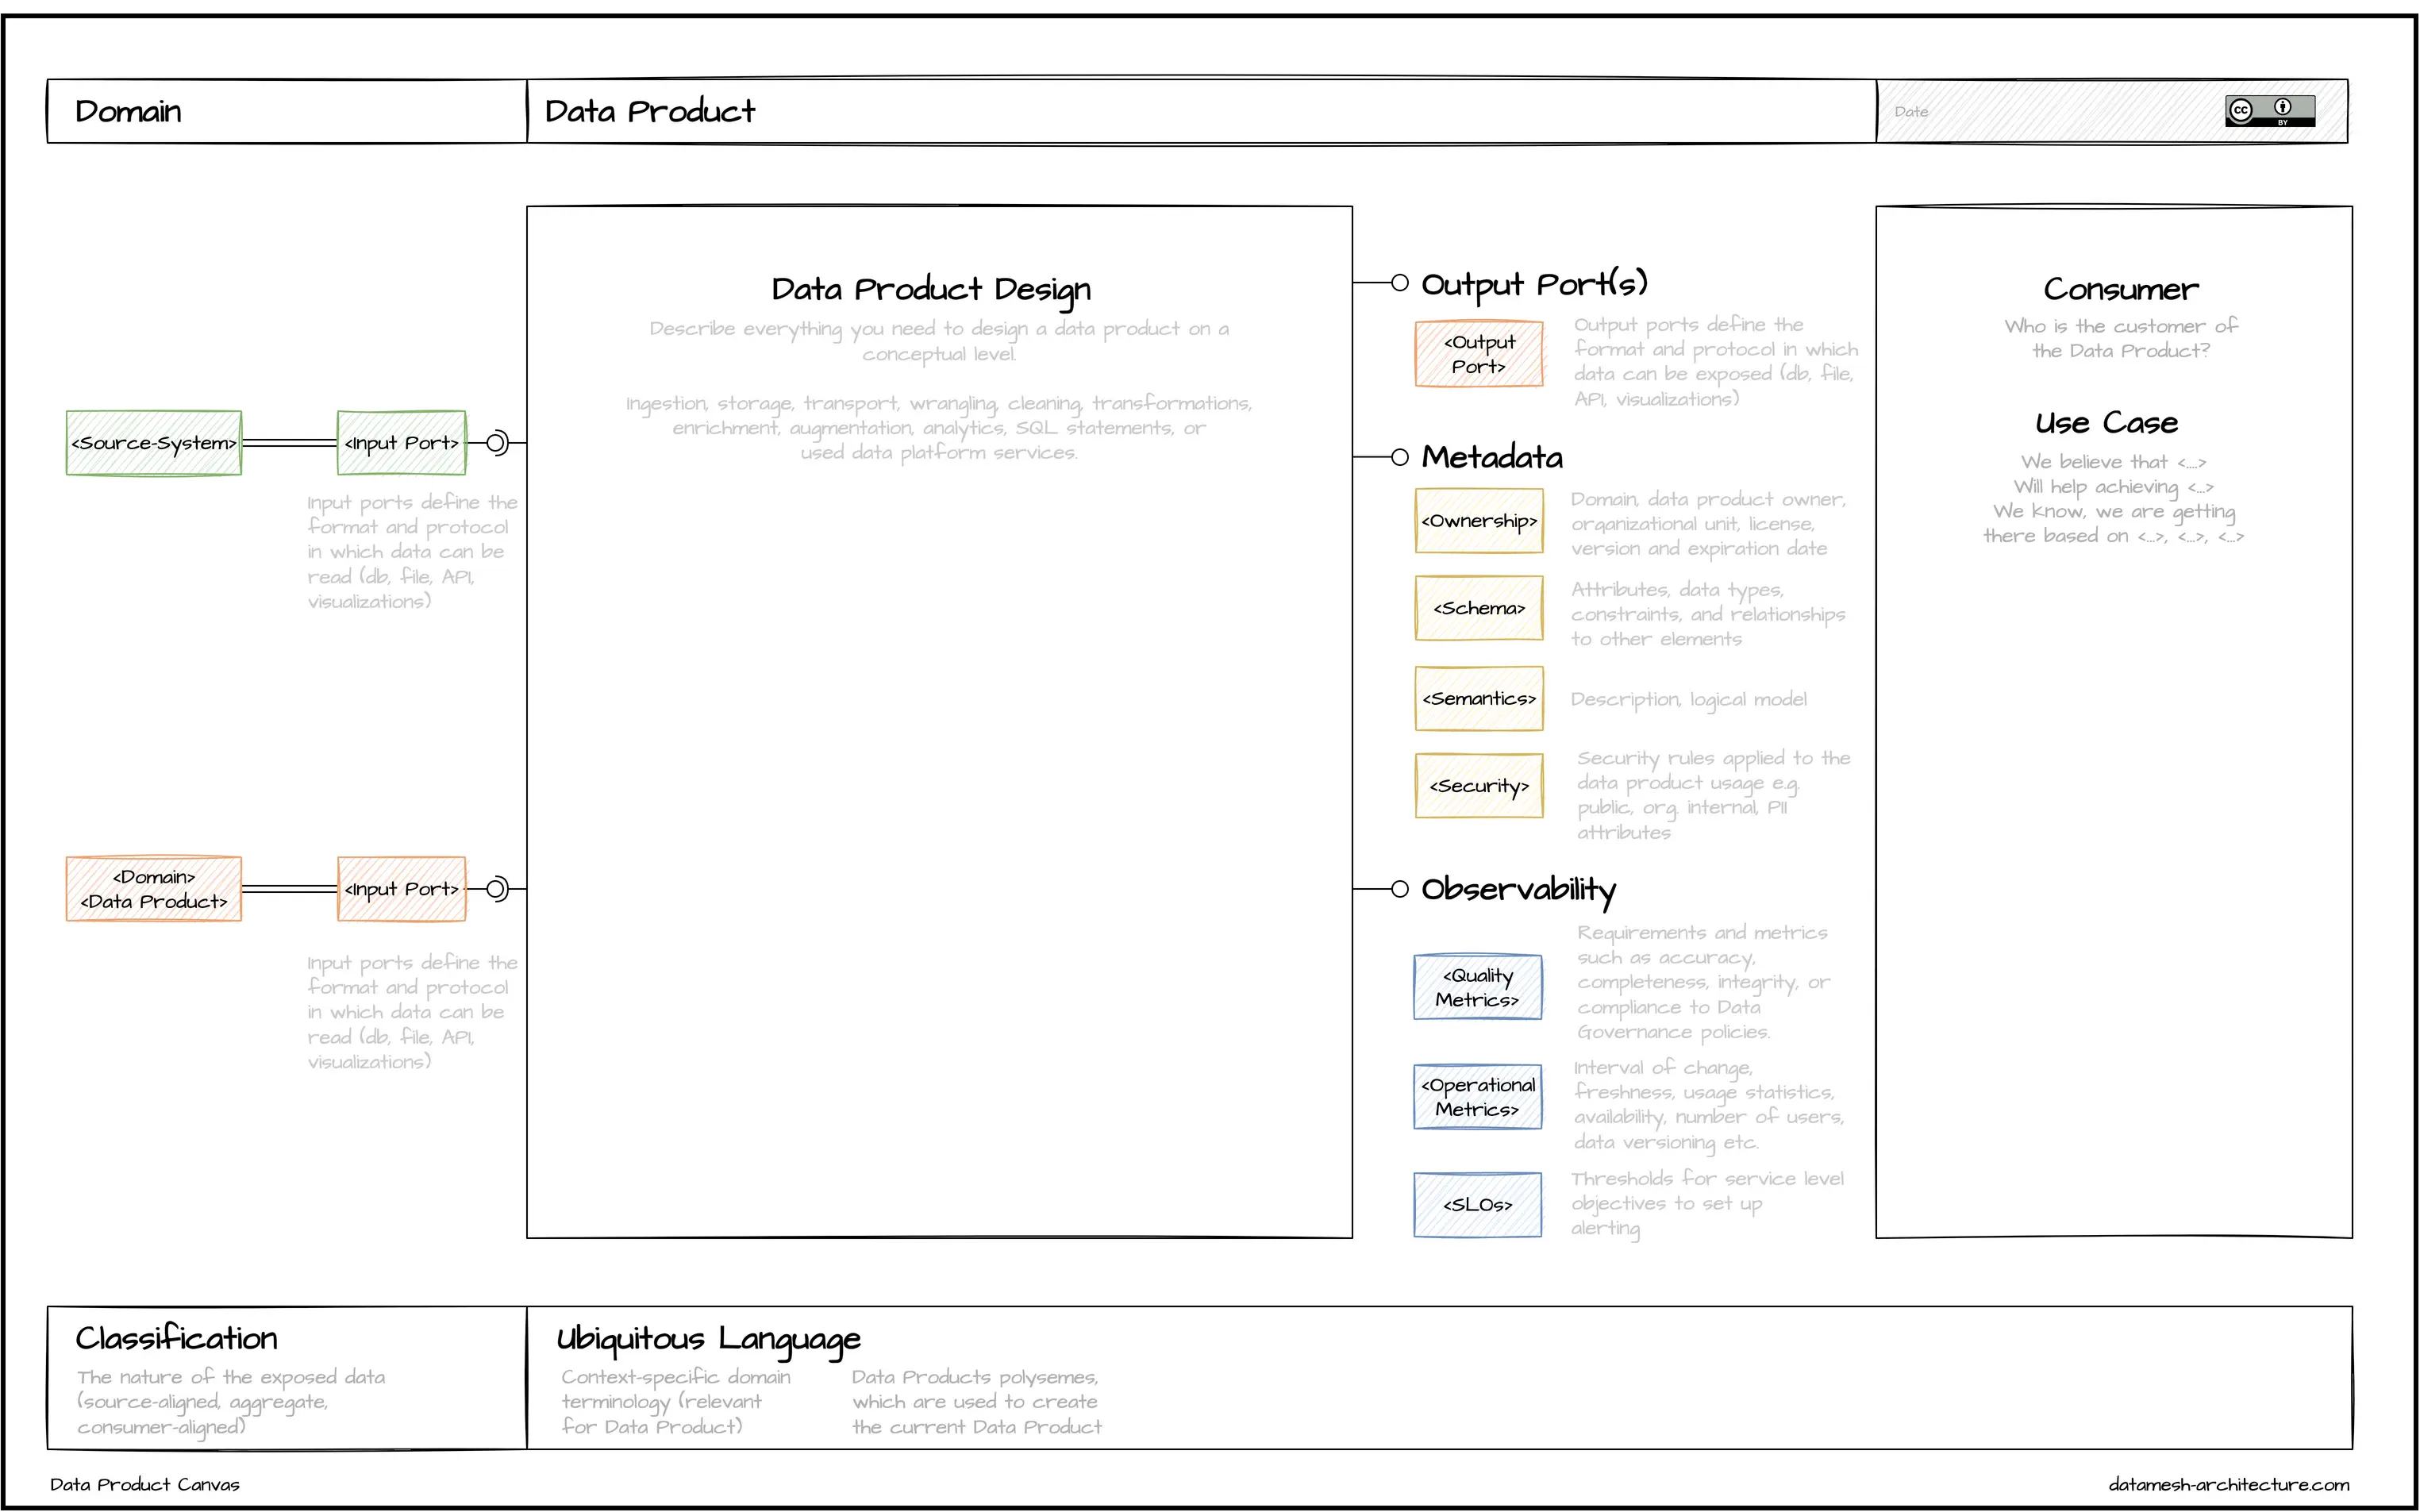 Domain
Data Product
Date
cc
BY
<Source-System>
<Input Port>
Input ports define the
format and protocol
in which data can be
read (db, file, API,
visualizations)
<Domain>
<Data Product>
<Input Port>
Input ports define the
format and protocol
in which data can be
read (db, file, API,
visualizations)
Data Product Design
Describe everything you need to design a data product on a
conceptual level.
Ingestion, storage, transport, wrangling, cleaning, transformations,
enrichment, augmentation, analytics, SQL statements, or
used data platform services.
Output Port(s)
<Output
Port>
Output ports define the
format and protocol in which
data can be exposed (db, file,
API, visualizations)
Metadata
<Ownership>
Domain, data product owner,
organizational unit, license,
version and expiration date
<Schema>
Attributes, data types,
constraints, and relationships
to other elements
<Semantics>
Description, logical model
<Security>
Security rules applied to the
data product usage e.g.
public, org. internal, PII
attributes
Observability
<Quality
Metrics>
Requirements and metrics
such as accuracy,
completeness, integrity, or
compliance to Data
Governance policies.
<Operational
Metrics>
Interval of change,
freshness, usage statistics,
availability, number of users,
data versioning etc.
<SLOs>
Thresholds for service level
objectives to set up
alerting
Consumer
Who is the customer of
the Data Product?
Use Case
We believe that <....>
Will help achieving <...>
We know, we are getting
there based on <...>, <...>, <...>
Classification
The nature of the exposed data
(source-aligned, aggregate,
consumer-aligned)
Ubiquitous Language
Context-specific domain
terminology (relevant
for Data Product)
Data Products polysemes,
which are used to create
the current Data Product
Data Product Canvas
datamesh-architecture.com